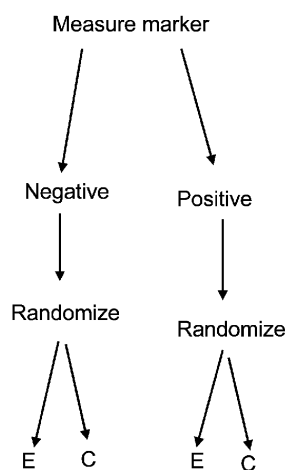 Measure marker
Negative
Positive
Randomize
Randomize
E
C
E
C